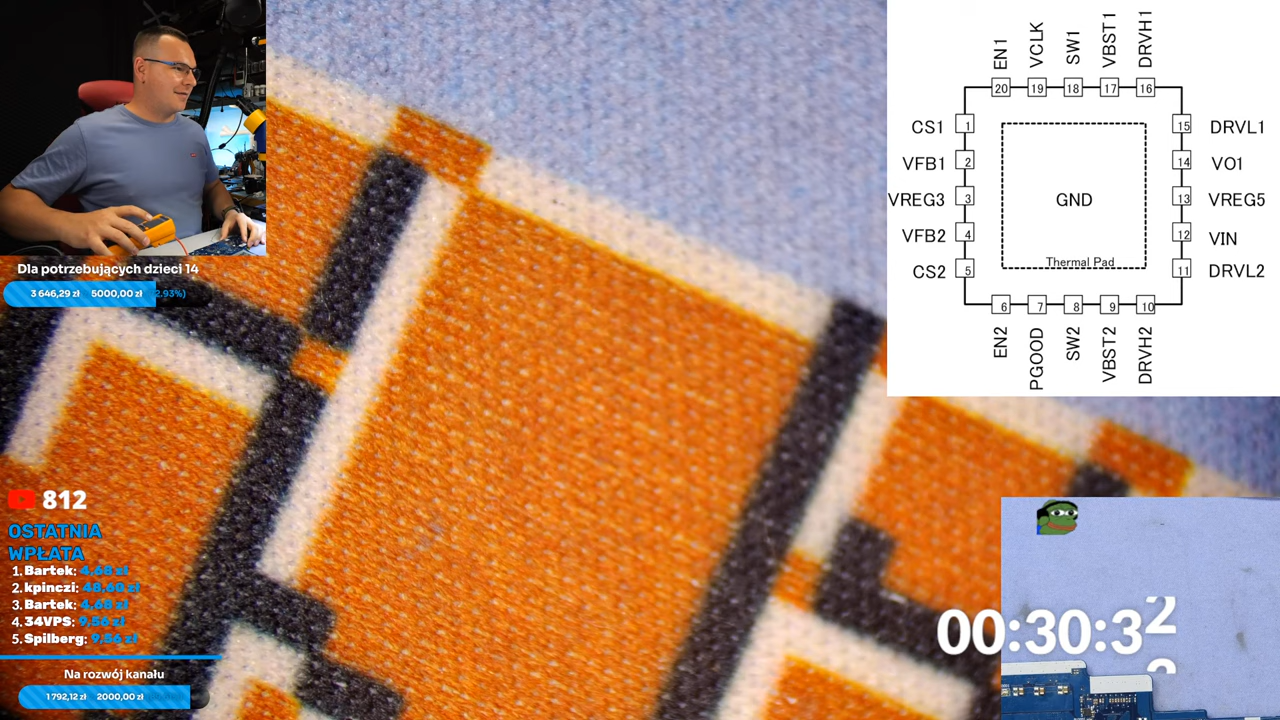 Dla potrzebujących dzieci 14
3 646,29 zł 5000,00 zł 2.93%)
812
OSTATNIA
WPŁATA
1. Bartek: 4,68 zł
2. kpinczi: 48,60 zł
3. Bartek: 4,68 zł
4. 34VPS: 9,56 zł
5. Spilberg: 9,56 zł
Na rozwój kanału
1 792,12 zł 2000,00 zł
EN1 VCLK SW1 VBST1 DRVH1
20 19 18 17 16
CS1 1 15 DRVL1
VFB1 2 14 VO1
VREG3 3 GND 13 VREG5
VFB2 4 12 VIN
CS2 5 Thermal Pad 11 DRVL2
6 7 8 9 10
EN2 PGOOD SW2 VBST2 DRVH2
00:30:32